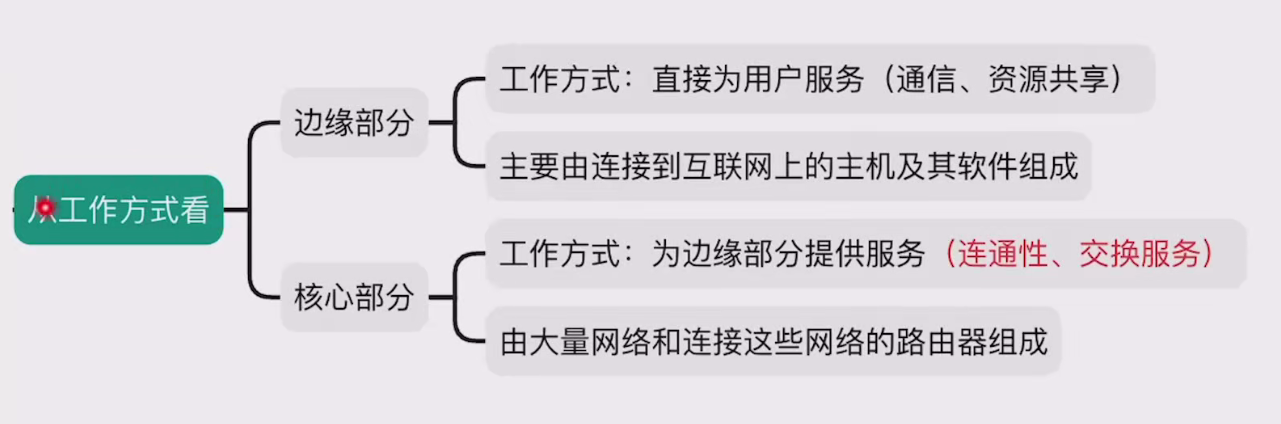 工作方式：直接为用户服务（通信、资源共享）
边缘部分
主要由连接到互联网上的主机及其软件组成
从工作方式看
工作方式：为边缘部分提供服务（连通性、交换服务）
核心部分
由大量网络和连接这些网络的路由器组成